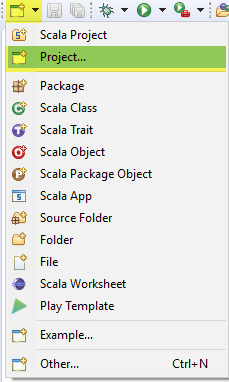 Scala Project
Project...
Package
Scala Class
Scala Trait
Scala Object
Scala Package Object
Scala App
Source Folder
Folder
File
Scala Worksheet
Play Template
Example...
Other... Ctrl+N